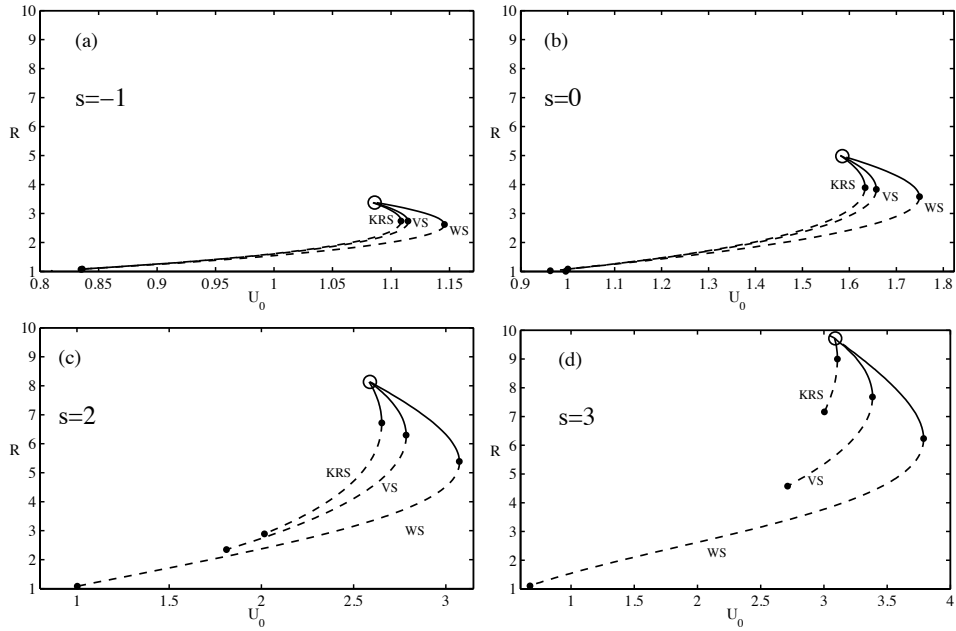 10
(a)
9
8
s=−1
7
6
R
5
4
KRS
VS
3
WS
2
1
0.8
0.85
0.9
0.95
1
1.05
1.1
1.15
U0
10
(b)
9
8
s=0
7
6
R
5
4
KRS
VS
WS
3
2
1
0.9
1
1.1
1.2
1.3
1.4
1.5
1.6
1.7
1.8
U0
10
(c)
9
8
s=2
7
6
R
5
KRS
VS
4
WS
3
2
1
1
1.5
2
2.5
3
U0
10
(d)
9
8
s=3
KRS
7
6
R
5
VS
4
3
WS
2
1
1
1.5
2
2.5
3
3.5
4
U0